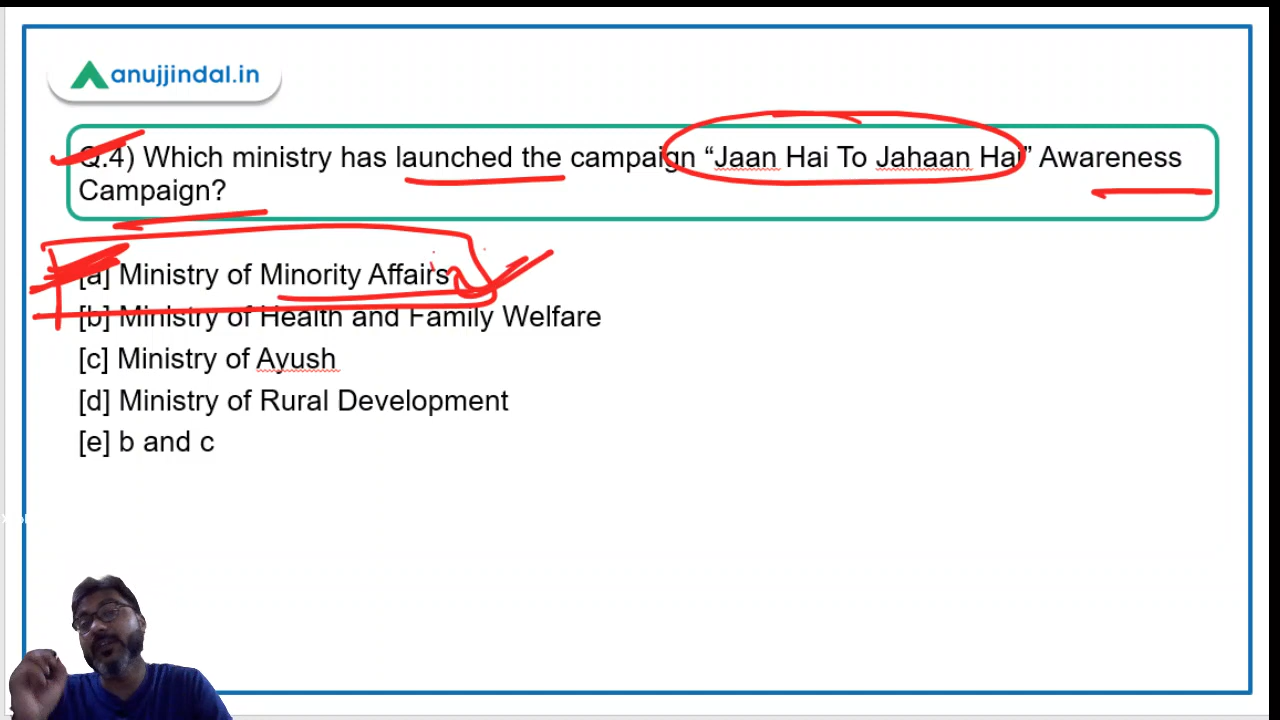 anujjindal.in
Q.4) Which ministry has launched the campaign “Jaan Hai To Jahaan Hai” Awareness
Campaign?
[a] Ministry of Minority Affairs
[b] Ministry of Health and Family Welfare
[c] Ministry of Ayush
[d] Ministry of Rural Development
[e] b and c